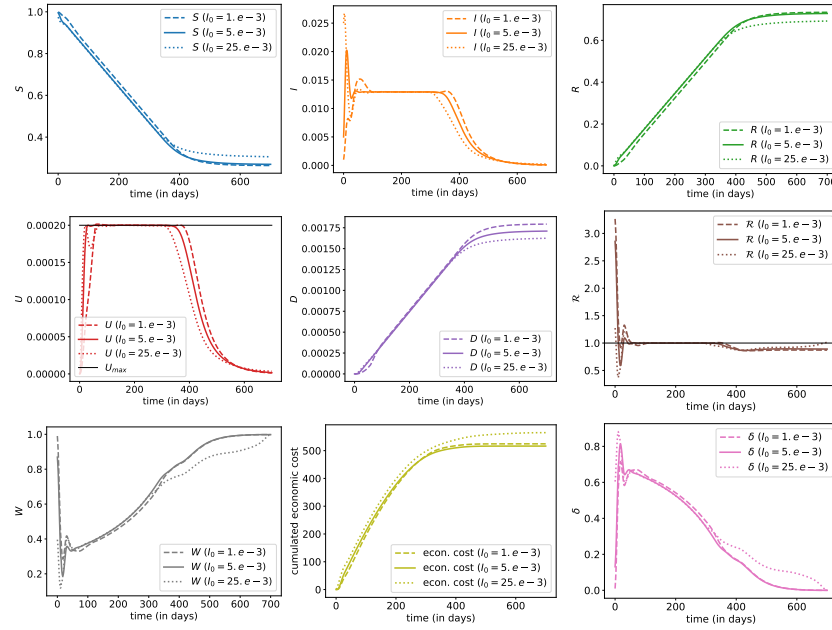 1.0
0.8
0.6
0.4
S
S (I₀ = 1. e − 3)
S (I₀ = 5. e − 3)
S (I₀ = 25. e − 3)
0 200 400 600
time (in days)
0.030
0.025
0.020
0.015
0.010
0.005
0.000
I
I (I₀ = 1. e − 3)
I (I₀ = 5. e − 3)
I (I₀ = 25. e − 3)
0 200 400 600
time (in days)
0.6
0.4
0.2
0.0
R
R (I₀ = 1. e − 3)
R (I₀ = 5. e − 3)
R (I₀ = 25. e − 3)
0 100 200 300 400 500 600 700
time (in days)
0.00020
0.00015
0.00010
0.00005
0.00000
U
U (I₀ = 1. e − 3)
U (I₀ = 5. e − 3)
U (I₀ = 25. e − 3)
Uₘₐₓ
0 200 400 600
time (in days)
0.00175
0.00150
0.00125
0.00100
0.00075
0.00050
0.00025
0.00000
D
D (I₀ = 1. e − 3)
D (I₀ = 5. e − 3)
D (I₀ = 25. e − 3)
0 200 400 600
time (in days)
3.0
2.5
2.0
1.5
1.0
0.5
ℛ
ℛ (I₀ = 1. e − 3)
ℛ (I₀ = 5. e − 3)
ℛ (I₀ = 25. e − 3)
0 200 400 600
time (in days)
1.0
0.8
0.6
0.4
0.2
W
W (I₀ = 1. e − 3)
W (I₀ = 5. e − 3)
W (I₀ = 25. e − 3)
0 100 200 300 400 500 600 700
time (in days)
500
400
300
200
100
0
cumulated economic cost
econ. cost (I₀ = 1. e − 3)
econ. cost (I₀ = 5. e − 3)
econ. cost (I₀ = 25. e − 3)
0 200 400 600
time (in days)
0.8
0.6
0.4
0.2
0.0
δ
δ (I₀ = 1. e − 3)
δ (I₀ = 5. e − 3)
δ (I₀ = 25. e − 3)
0 200 400 600
time (in days)